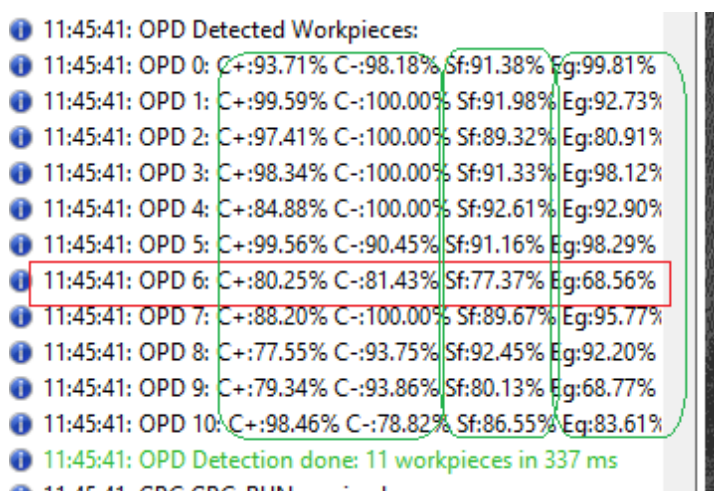 11:45:41: OPD Detected Workpieces:
11:45:41: OPD 0: C+:93.71% C-:98.18% Sf:91.38% Eg:99.81%
11:45:41: OPD 1: C+:99.59% C-:100.00% Sf:91.98% Eg:92.73%
11:45:41: OPD 2: C+:97.41% C-:100.00% Sf:89.32% Eg:80.91%
11:45:41: OPD 3: C+:98.34% C-:100.00% Sf:91.33% Eg:98.12%
11:45:41: OPD 4: C+:84.88% C-:100.00% Sf:92.61% Eg:92.90%
11:45:41: OPD 5: C+:99.56% C-:90.45% Sf:91.16% Eg:98.29%
11:45:41: OPD 6: C+:80.25% C-:81.43% Sf:77.37% Eg:68.56%
11:45:41: OPD 7: C+:88.20% C-:100.00% Sf:89.67% Eg:95.77%
11:45:41: OPD 8: C+:77.55% C-:93.75% Sf:92.45% Eg:92.20%
11:45:41: OPD 9: C+:79.34% C-:93.86% Sf:80.13% Eg:68.77%
11:45:41: OPD 10: C+:98.46% C-:78.82% Sf:86.55% Eg:83.61%
11:45:41: OPD Detection done: 11 workpieces in 337 ms